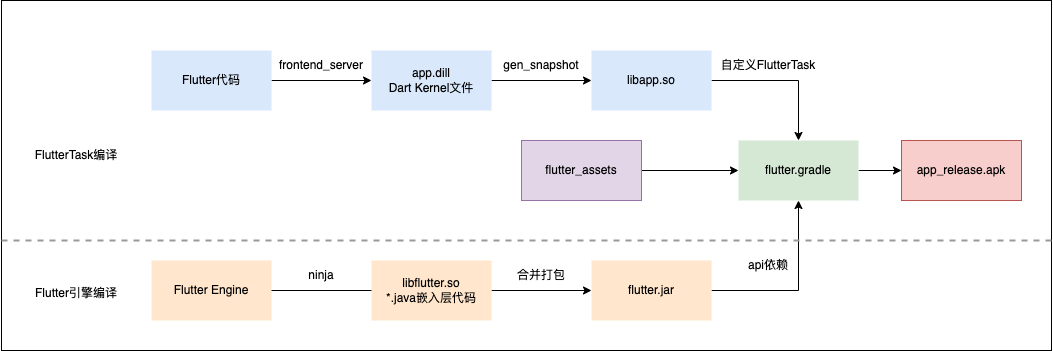 Flutter代码
frontend_server
app.dill
Dart Kernel文件
gen_snapshot
libapp.so
自定义FlutterTask
FlutterTask编译
flutter_assets
flutter.gradle
app_release.apk
Flutter引擎编译
Flutter Engine
ninja
libflutter.so
*.java嵌入层代码
合并打包
flutter.jar
api依赖